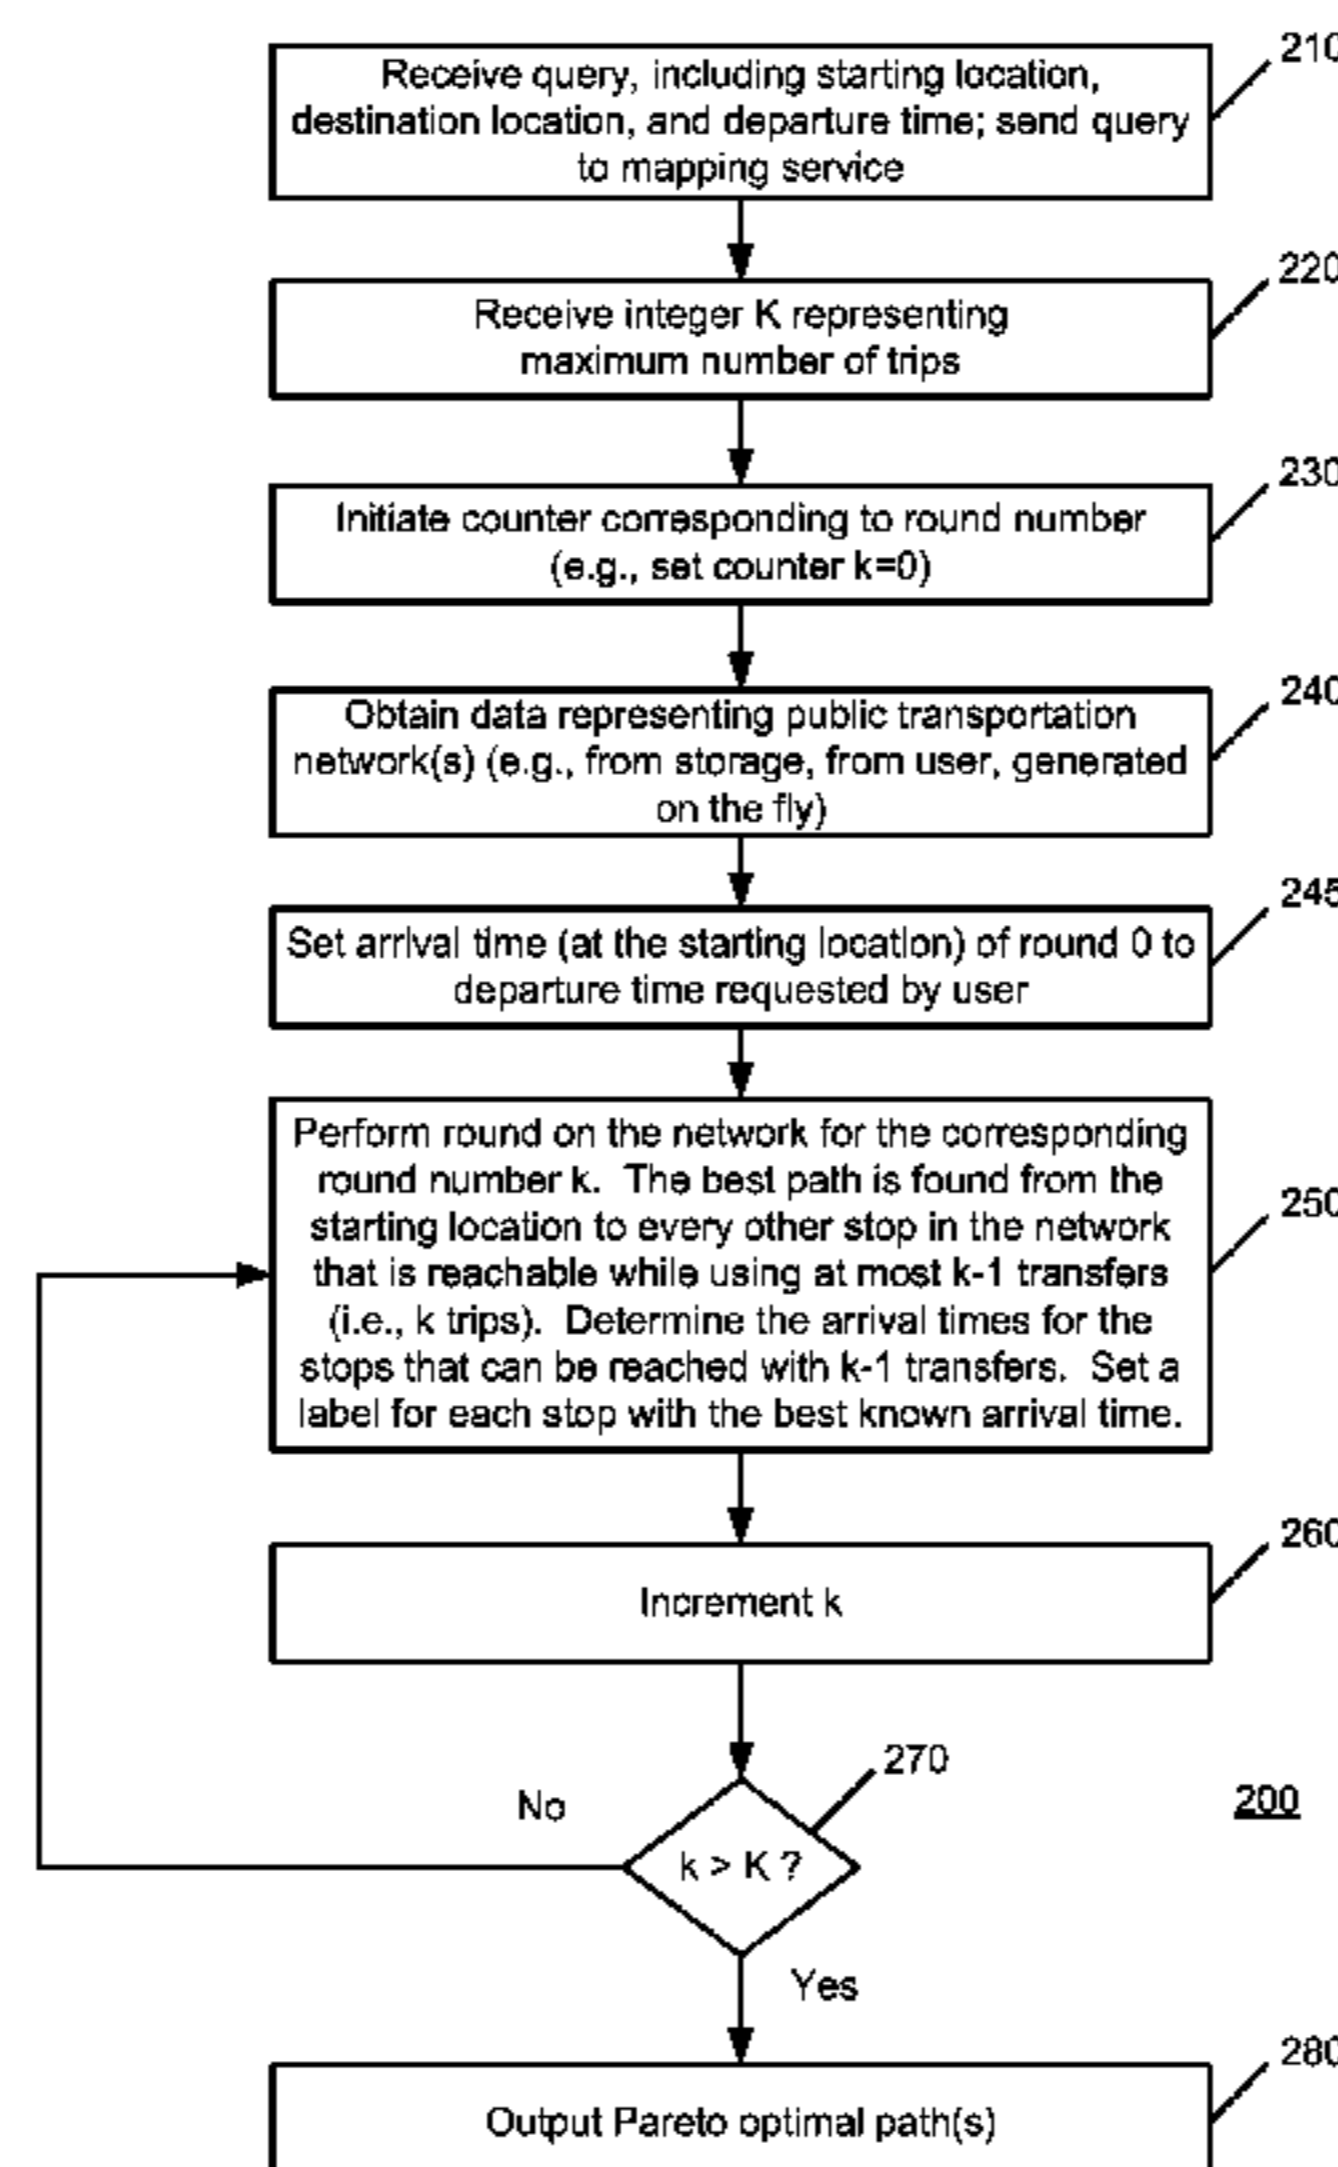 210
Receive query, including starting location,
destination location, and departure time; send query
to mapping service
220
Receive integer K representing
maximum number of trips
230
Initiate counter corresponding to round number
(e.g., set counter k=0)
240
Obtain data representing public transportation
network(s) (e.g., from storage, from user, generated
on the fly)
245
Set arrival time (at the starting location) of round 0 to
departure time requested by user
Perform round on the network for the corresponding
round number k. The best path is found from the
starting location to every other stop in the network
250
that is reachable while using at most k-1 transfers
(i.e., k trips). Determine the arrival times for the
stops that can be reached with k-1 transfers. Set a
label for each stop with the best known arrival time.
260
Increment k
270
No
200
k > K ?
Yes
280
Output Pareto optimal path(s)